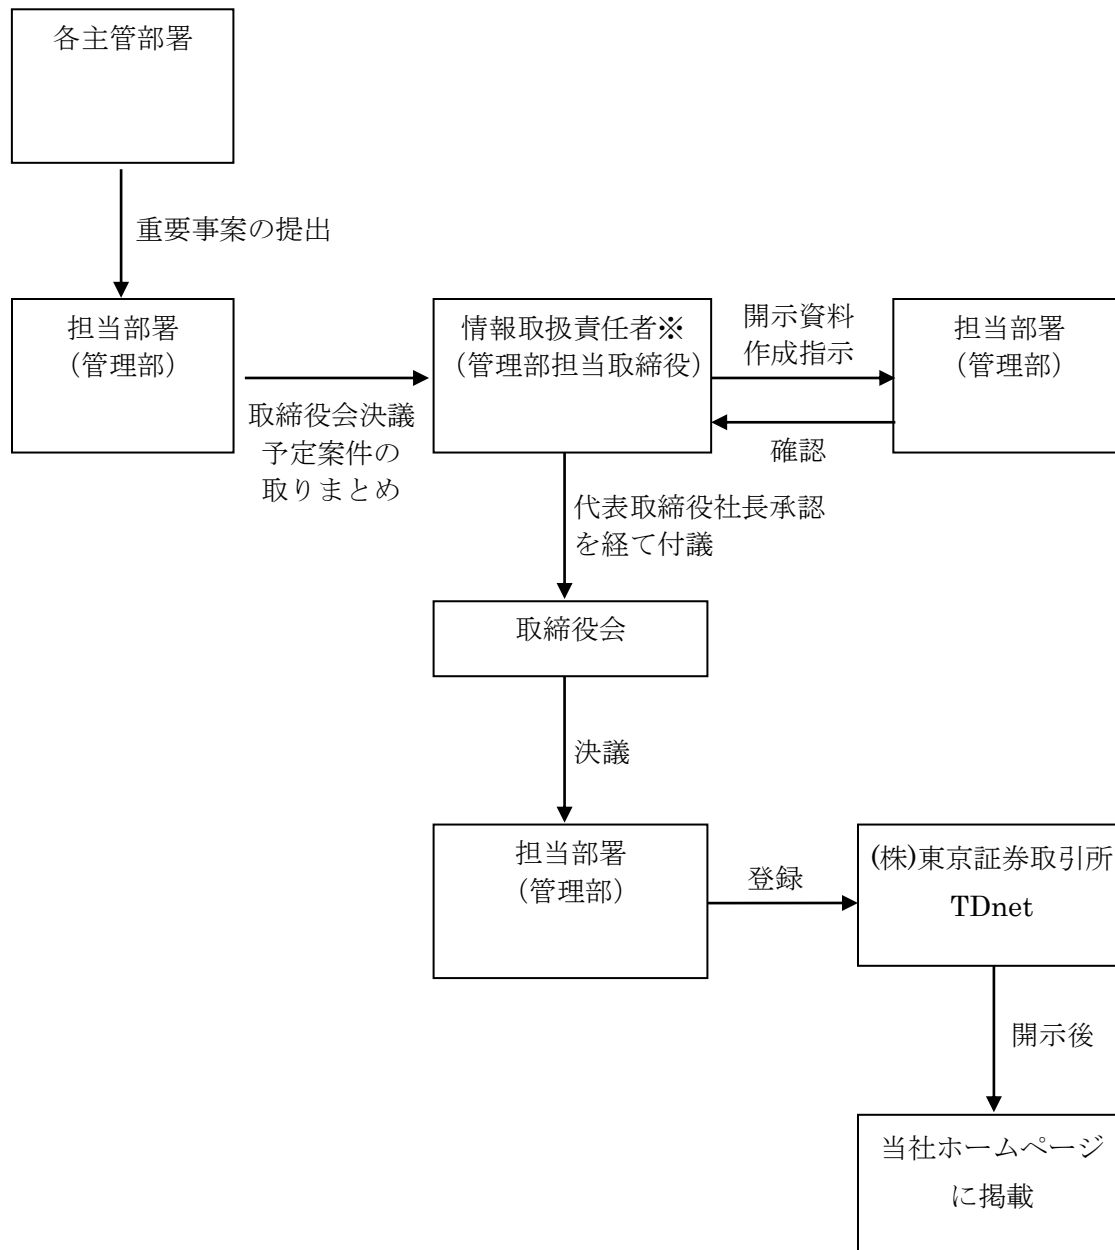 各主管部署
重要事案の提出
担当部署
（管理部）
取締役会決議
予定案件の
取りまとめ
情報取扱責任者※
（管理部担当取締役）
開示資料
作成指示
確認
担当部署
（管理部）
代表取締役社長承認
を経て付議
取締役会
決議
担当部署
（管理部）
登録
(株)東京証券取引所
TDnet
開示後
当社ホームページ
に掲載